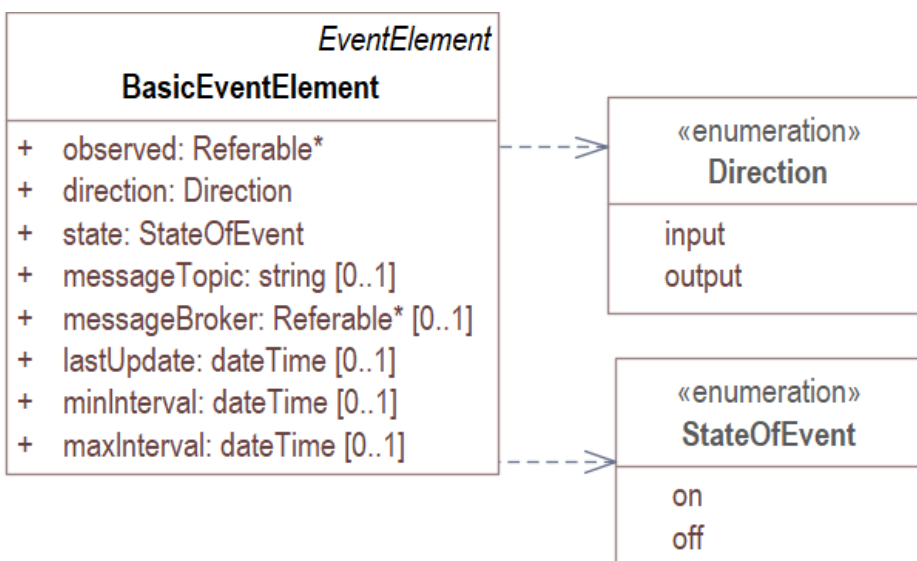 EventElement
BasicEventElement
+ observed: Referable*
+ direction: Direction
+ state: StateOfEvent
+ messageTopic: string [0..1]
+ messageBroker: Referable* [0..1]
+ lastUpdate: dateTime [0..1]
+ minInterval: dateTime [0..1]
+ maxInterval: dateTime [0..1]
«enumeration»
Direction
input
output
«enumeration»
StateOfEvent
on
off